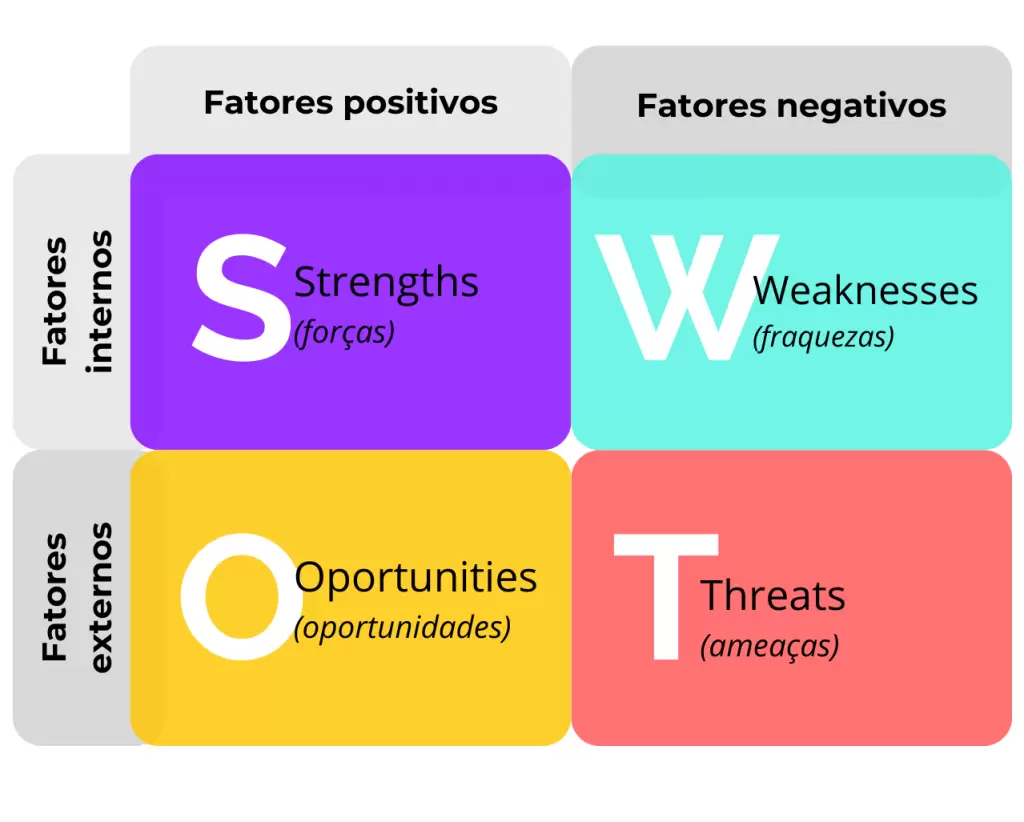 Fatores positivos
Fatores negativos
Fatores
internos
S
Strengths
(forças)
W
Weaknesses
(fraquezas)
Fatores
externos
O
Oportunities
(oportunidades)
T
Threats
(ameaças)